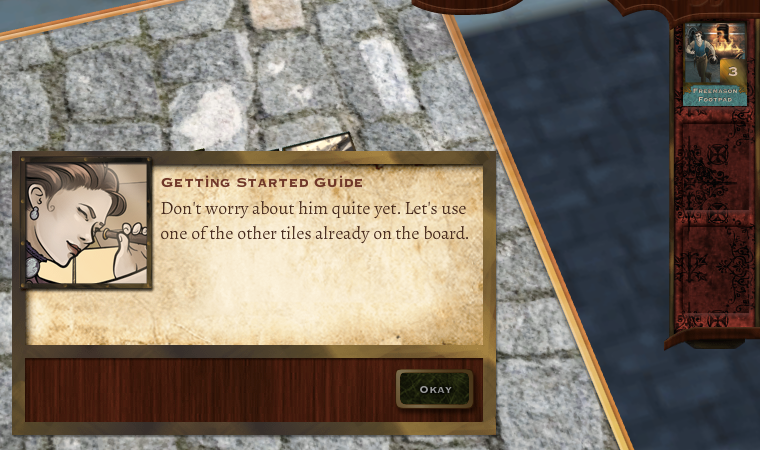 3
Freemason
Footpad
Getting Started Guide
Don't worry about him quite yet. Let's use
one of the other tiles already on the board.
Okay